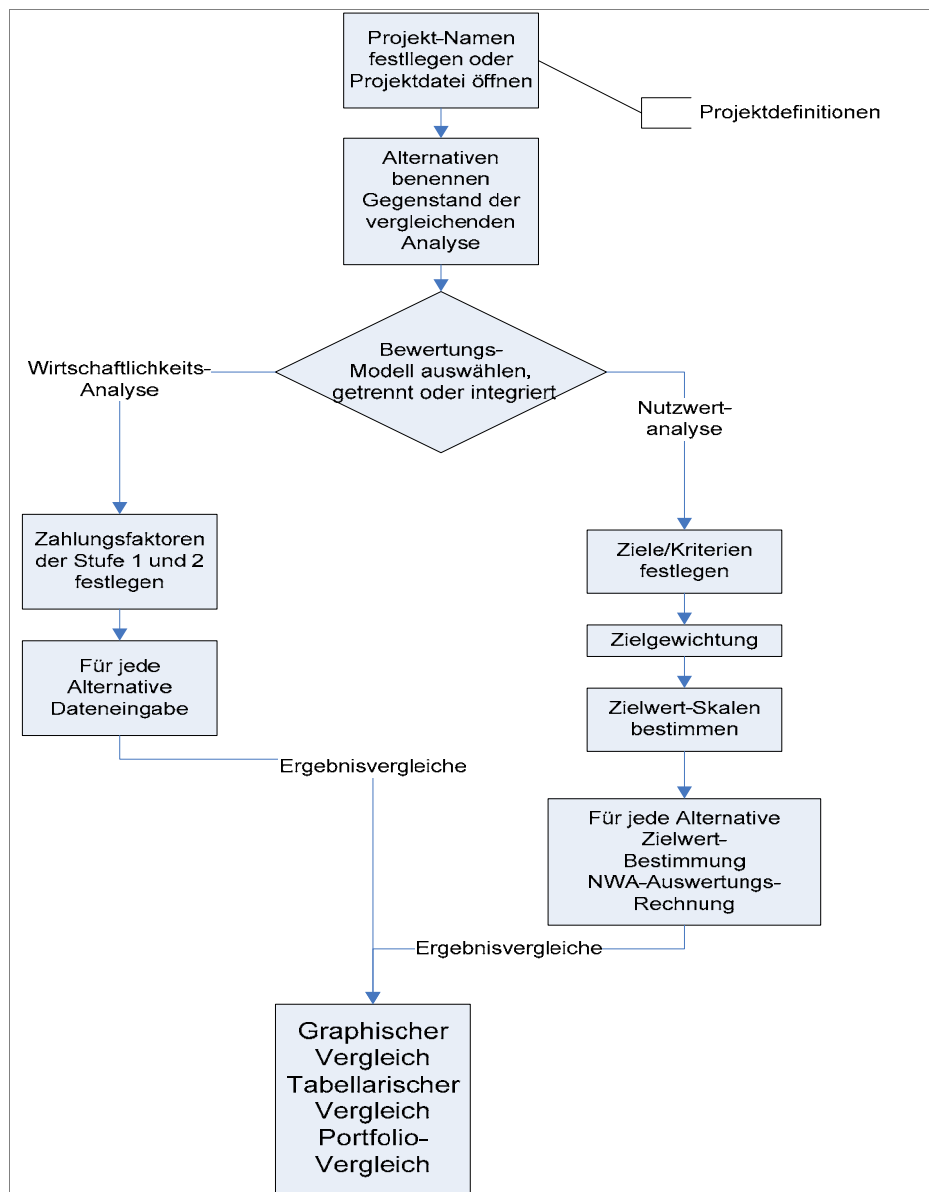 Projekt-Namen
festllegen oder
Projektdatei öffnen
Projektdefinitionen
Alternativen
benennen
Gegenstand der
vergleichenden
Analyse
Bewertungs-
Modell auswählen,
getrennt oder integriert
Wirtschaftlichkeits-
Analyse
Nutzwert-
analyse
Zahlungsfaktoren
der Stufe 1 und 2
festlegen
Für jede
Alternative
Dateneingabe
Ziele/Kriterien
festlegen
Zielgewichtung
Zielwert-Skalen
bestimmen
Für jede Alternative
Zielwert-
Bestimmung
NWA-Auswertungs-
Rechnung
Ergebnisvergleiche
Ergebnisvergleiche
Graphischer
Vergleich
Tabellarischer
Vergleich
Portfolio-
Vergleich